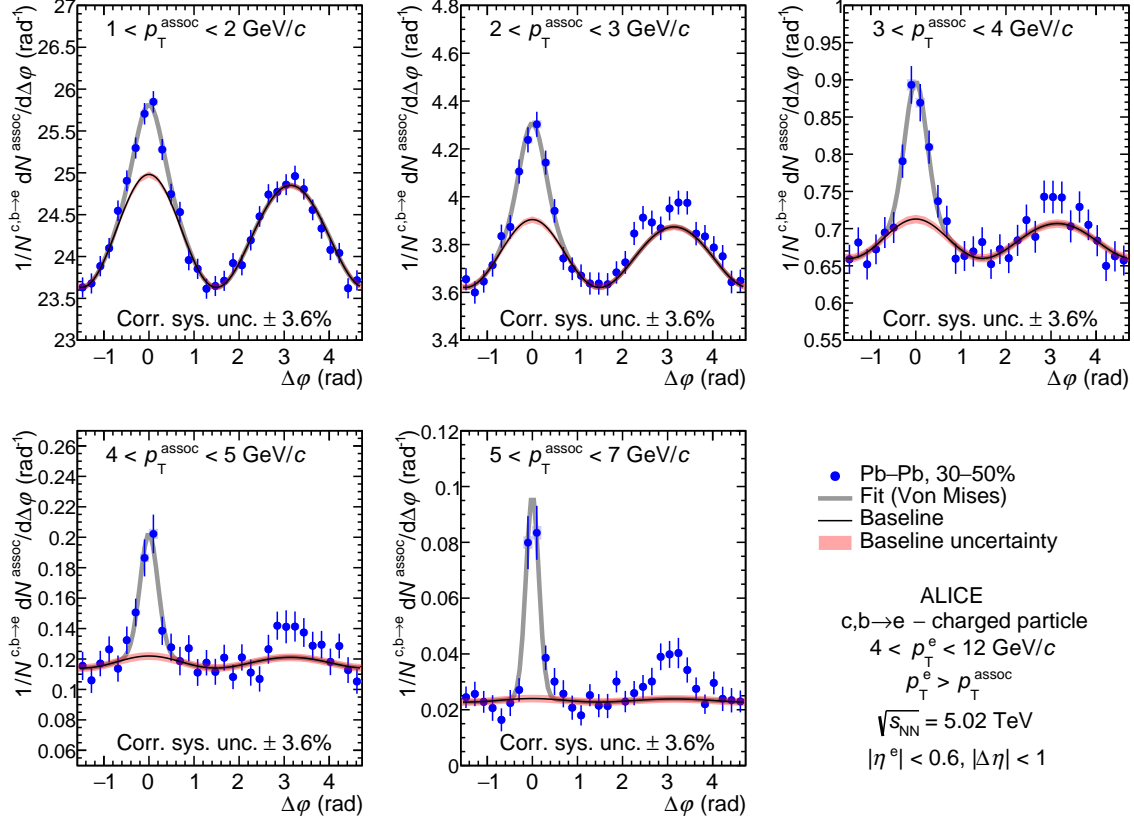 1/N^{c,b→e} dN^{assoc}/dΔφ (rad^{-1})
27
26.5
26
25.5
25
24.5
24
23.5
23
1 < p_T^{assoc} < 2 GeV/c
Corr. sys. unc. ± 3.6%
−1 0 1 2 3 4
Δφ (rad)
1/N^{c,b→e} dN^{assoc}/dΔφ (rad^{-1})
4.8
4.6
4.4
4.2
4
3.8
3.6
3.4
2 < p_T^{assoc} < 3 GeV/c
Corr. sys. unc. ± 3.6%
−1 0 1 2 3 4
Δφ (rad)
1/N^{c,b→e} dN^{assoc}/dΔφ (rad^{-1})
1
0.95
0.9
0.85
0.8
0.75
0.7
0.65
0.6
0.55
3 < p_T^{assoc} < 4 GeV/c
Corr. sys. unc. ± 3.6%
−1 0 1 2 3 4
Δφ (rad)
1/N^{c,b→e} dN^{assoc}/dΔφ (rad^{-1})
0.26
0.24
0.22
0.2
0.18
0.16
0.14
0.12
0.1
0.08
0.06
4 < p_T^{assoc} < 5 GeV/c
Corr. sys. unc. ± 3.6%
−1 0 1 2 3 4
Δφ (rad)
1/N^{c,b→e} dN^{assoc}/dΔφ (rad^{-1})
0.12
0.1
0.08
0.06
0.04
0.02
0
5 < p_T^{assoc} < 7 GeV/c
Corr. sys. unc. ± 3.6%
−1 0 1 2 3 4
Δφ (rad)
Pb–Pb, 30–50%
Fit (Von Mises)
Baseline
Baseline uncertainty
ALICE
c,b→e – charged particle
4 < p_T^e < 12 GeV/c
p_T^e > p_T^{assoc}
√s_{NN} = 5.02 TeV
|η^e| < 0.6, |Δη| < 1